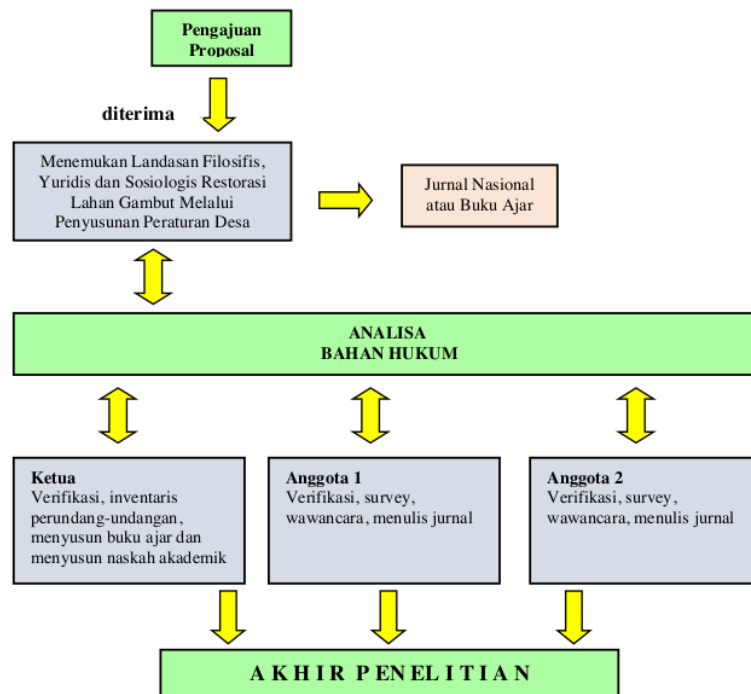 Pengajuan
Proposal
diterima
Menemukan Landasan Filosifis,
Yuridis dan Sosiologis Restorasi
Lahan Gambut Melalui
Penyusunan Peraturan Desa
Jurnal Nasional
atau Buku Ajar
ANALISA
BAHAN HUKUM
Ketua
Verifikasi, inventaris
perundang-undangan,
menyusun buku ajar dan
menyusun naskah akademik
Anggota 1
Verifikasi, survey,
wawancara, menulis jurnal
Anggota 2
Verifikasi, survey,
wawancara, menulis jurnal
AKHIR PENELITIAN